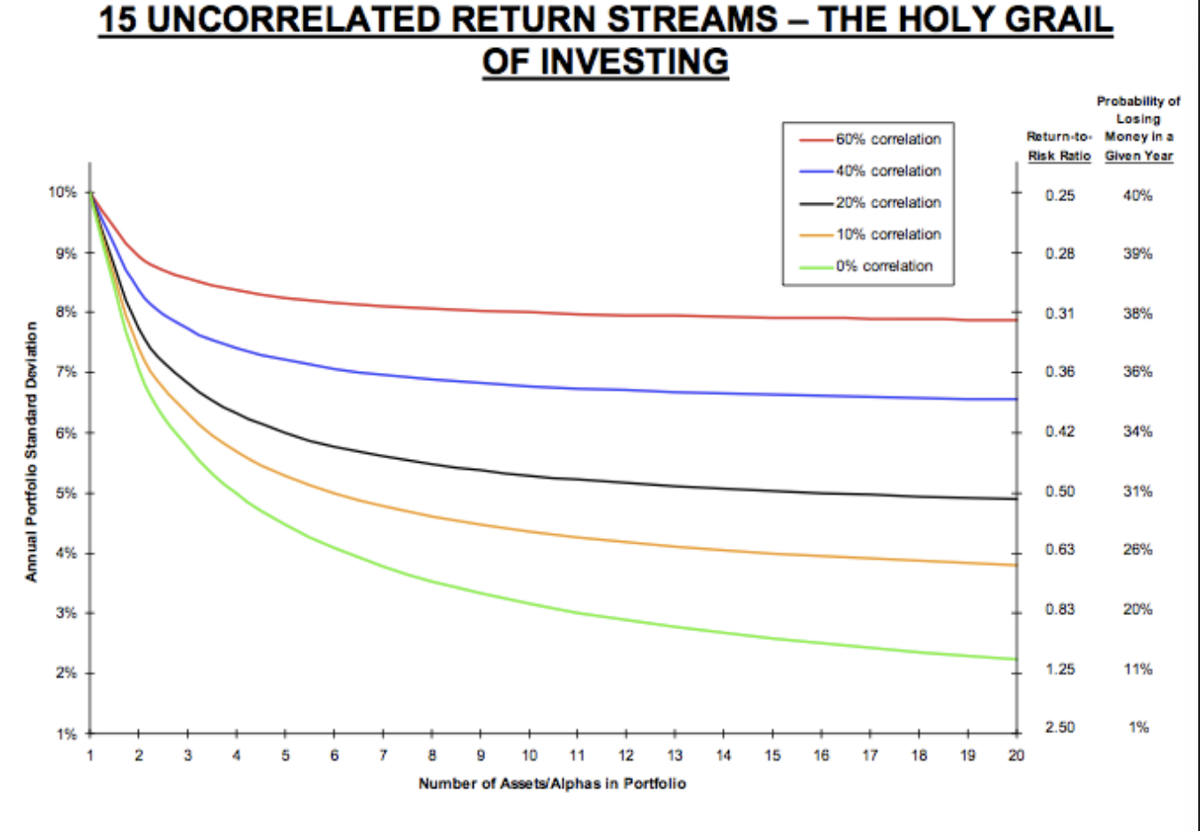 15 UNCORRELATED RETURN STREAMS – THE HOLY GRAIL
OF INVESTING
Probability of
Losing
Return-to- Money in a
Risk Ratio Given Year
60% correlation
40% correlation
20% correlation
10% correlation
0% correlation
10% 0.25 40%
9% 0.28 39%
8% 0.31 38%
7% 0.36 36%
6% 0.42 34%
5% 0.50 31%
4% 0.63 26%
3% 0.83 20%
2% 1.25 11%
1% 2.50 1%
Annual Portfolio Standard Deviation
1 2 3 4 5 6 7 8 9 10 11 12 13 14 15 16 17 18 19 20
Number of Assets/Alphas in Portfolio